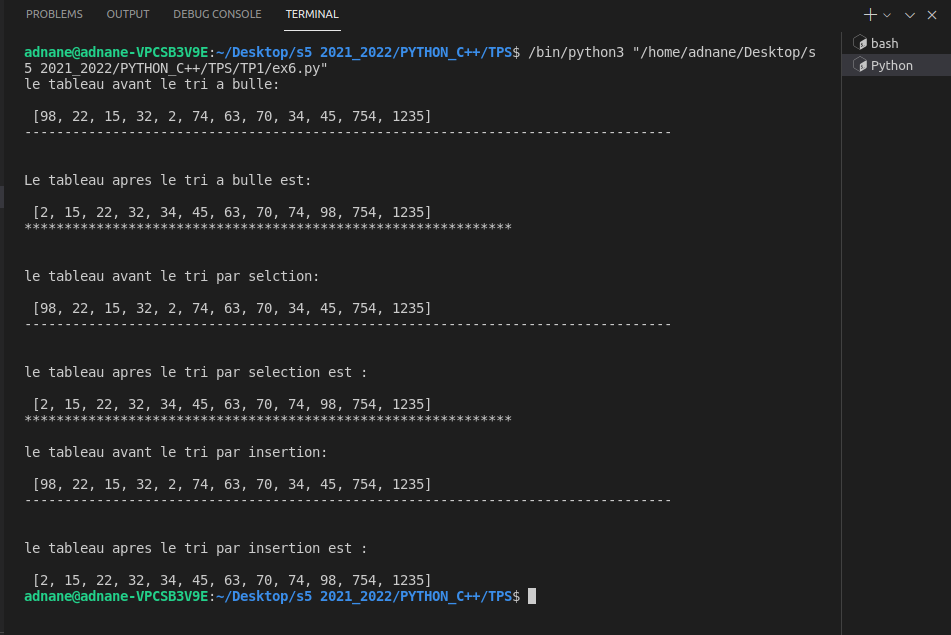 PROBLEMS OUTPUT DEBUG CONSOLE TERMINAL
bash
Python
adnane@adnane-VPCSB3V9E:~/Desktop/s5 2021_2022/PYTHON_C++/TPS$ /bin/python3 "/home/adnane/Desktop/s
5 2021_2022/PYTHON_C++/TPS/TP1/ex6.py"
le tableau avant le tri a bulle:
[98, 22, 15, 32, 2, 74, 63, 70, 34, 45, 754, 1235]
---------------------------------------------------------------------------------
Le tableau apres le tri a bulle est:
[2, 15, 22, 32, 34, 45, 63, 70, 74, 98, 754, 1235]
*************************************************************
le tableau avant le tri par selction:
[98, 22, 15, 32, 2, 74, 63, 70, 34, 45, 754, 1235]
---------------------------------------------------------------------------------
le tableau apres le tri par selection est :
[2, 15, 22, 32, 34, 45, 63, 70, 74, 98, 754, 1235]
*************************************************************
le tableau avant le tri par insertion:
[98, 22, 15, 32, 2, 74, 63, 70, 34, 45, 754, 1235]
---------------------------------------------------------------------------------
le tableau apres le tri par insertion est :
[2, 15, 22, 32, 34, 45, 63, 70, 74, 98, 754, 1235]
adnane@adnane-VPCSB3V9E:~/Desktop/s5 2021_2022/PYTHON_C++/TPS$